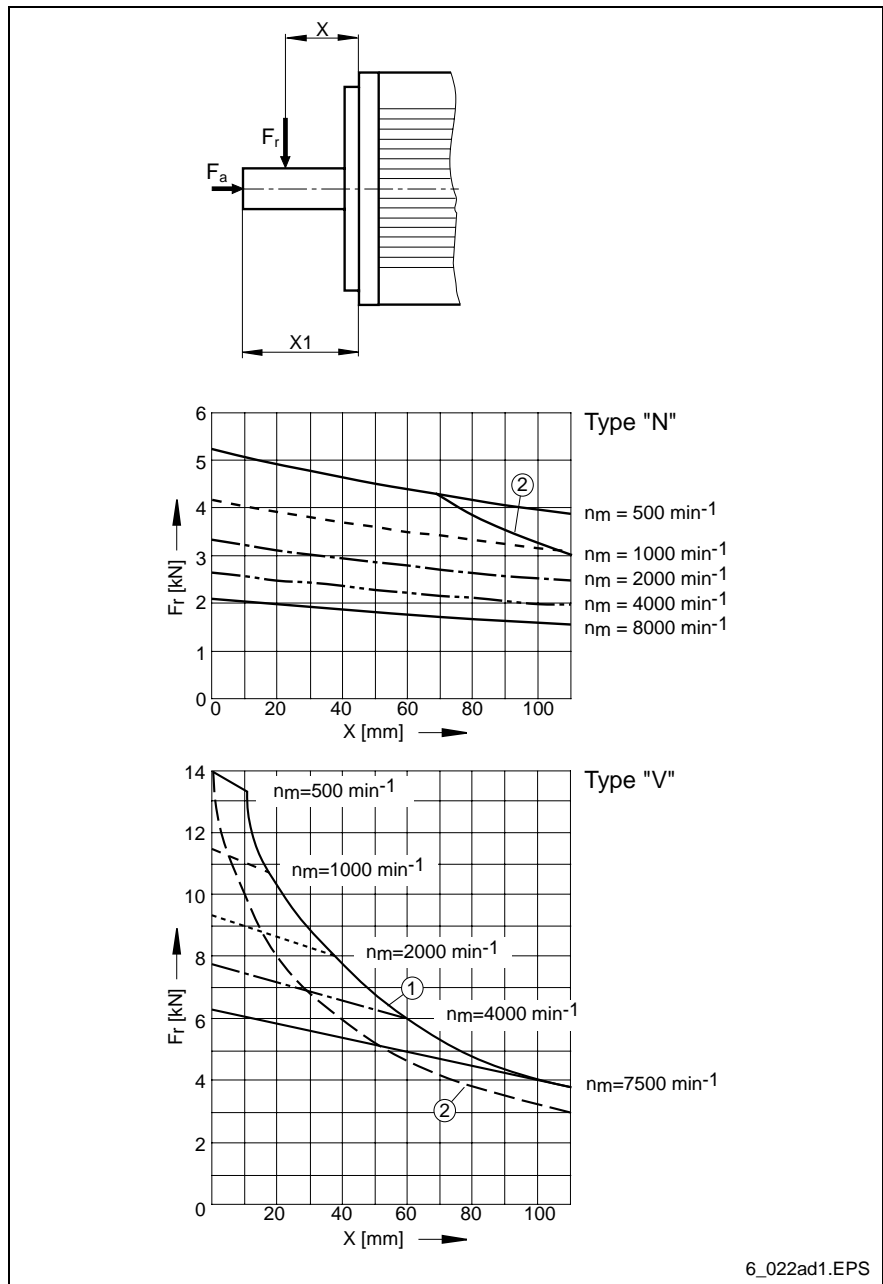 X
Fr
Fa
X1
Type "N"
6
5
4
3
2
1
0
Fr [kN]
2
nm = 500 min-1
nm = 1000 min-1
nm = 2000 min-1
nm = 4000 min-1
nm = 8000 min-1
0 20 40 60 80 100
X [mm]
Type "V"
14
12
10
8
6
4
2
0
Fr [kN]
nm=500 min-1
nm=1000 min-1
nm=2000 min-1
1
nm=4000 min-1
nm=7500 min-1
2
20 40 60 80 100
X [mm]
6_022ad1.EPS